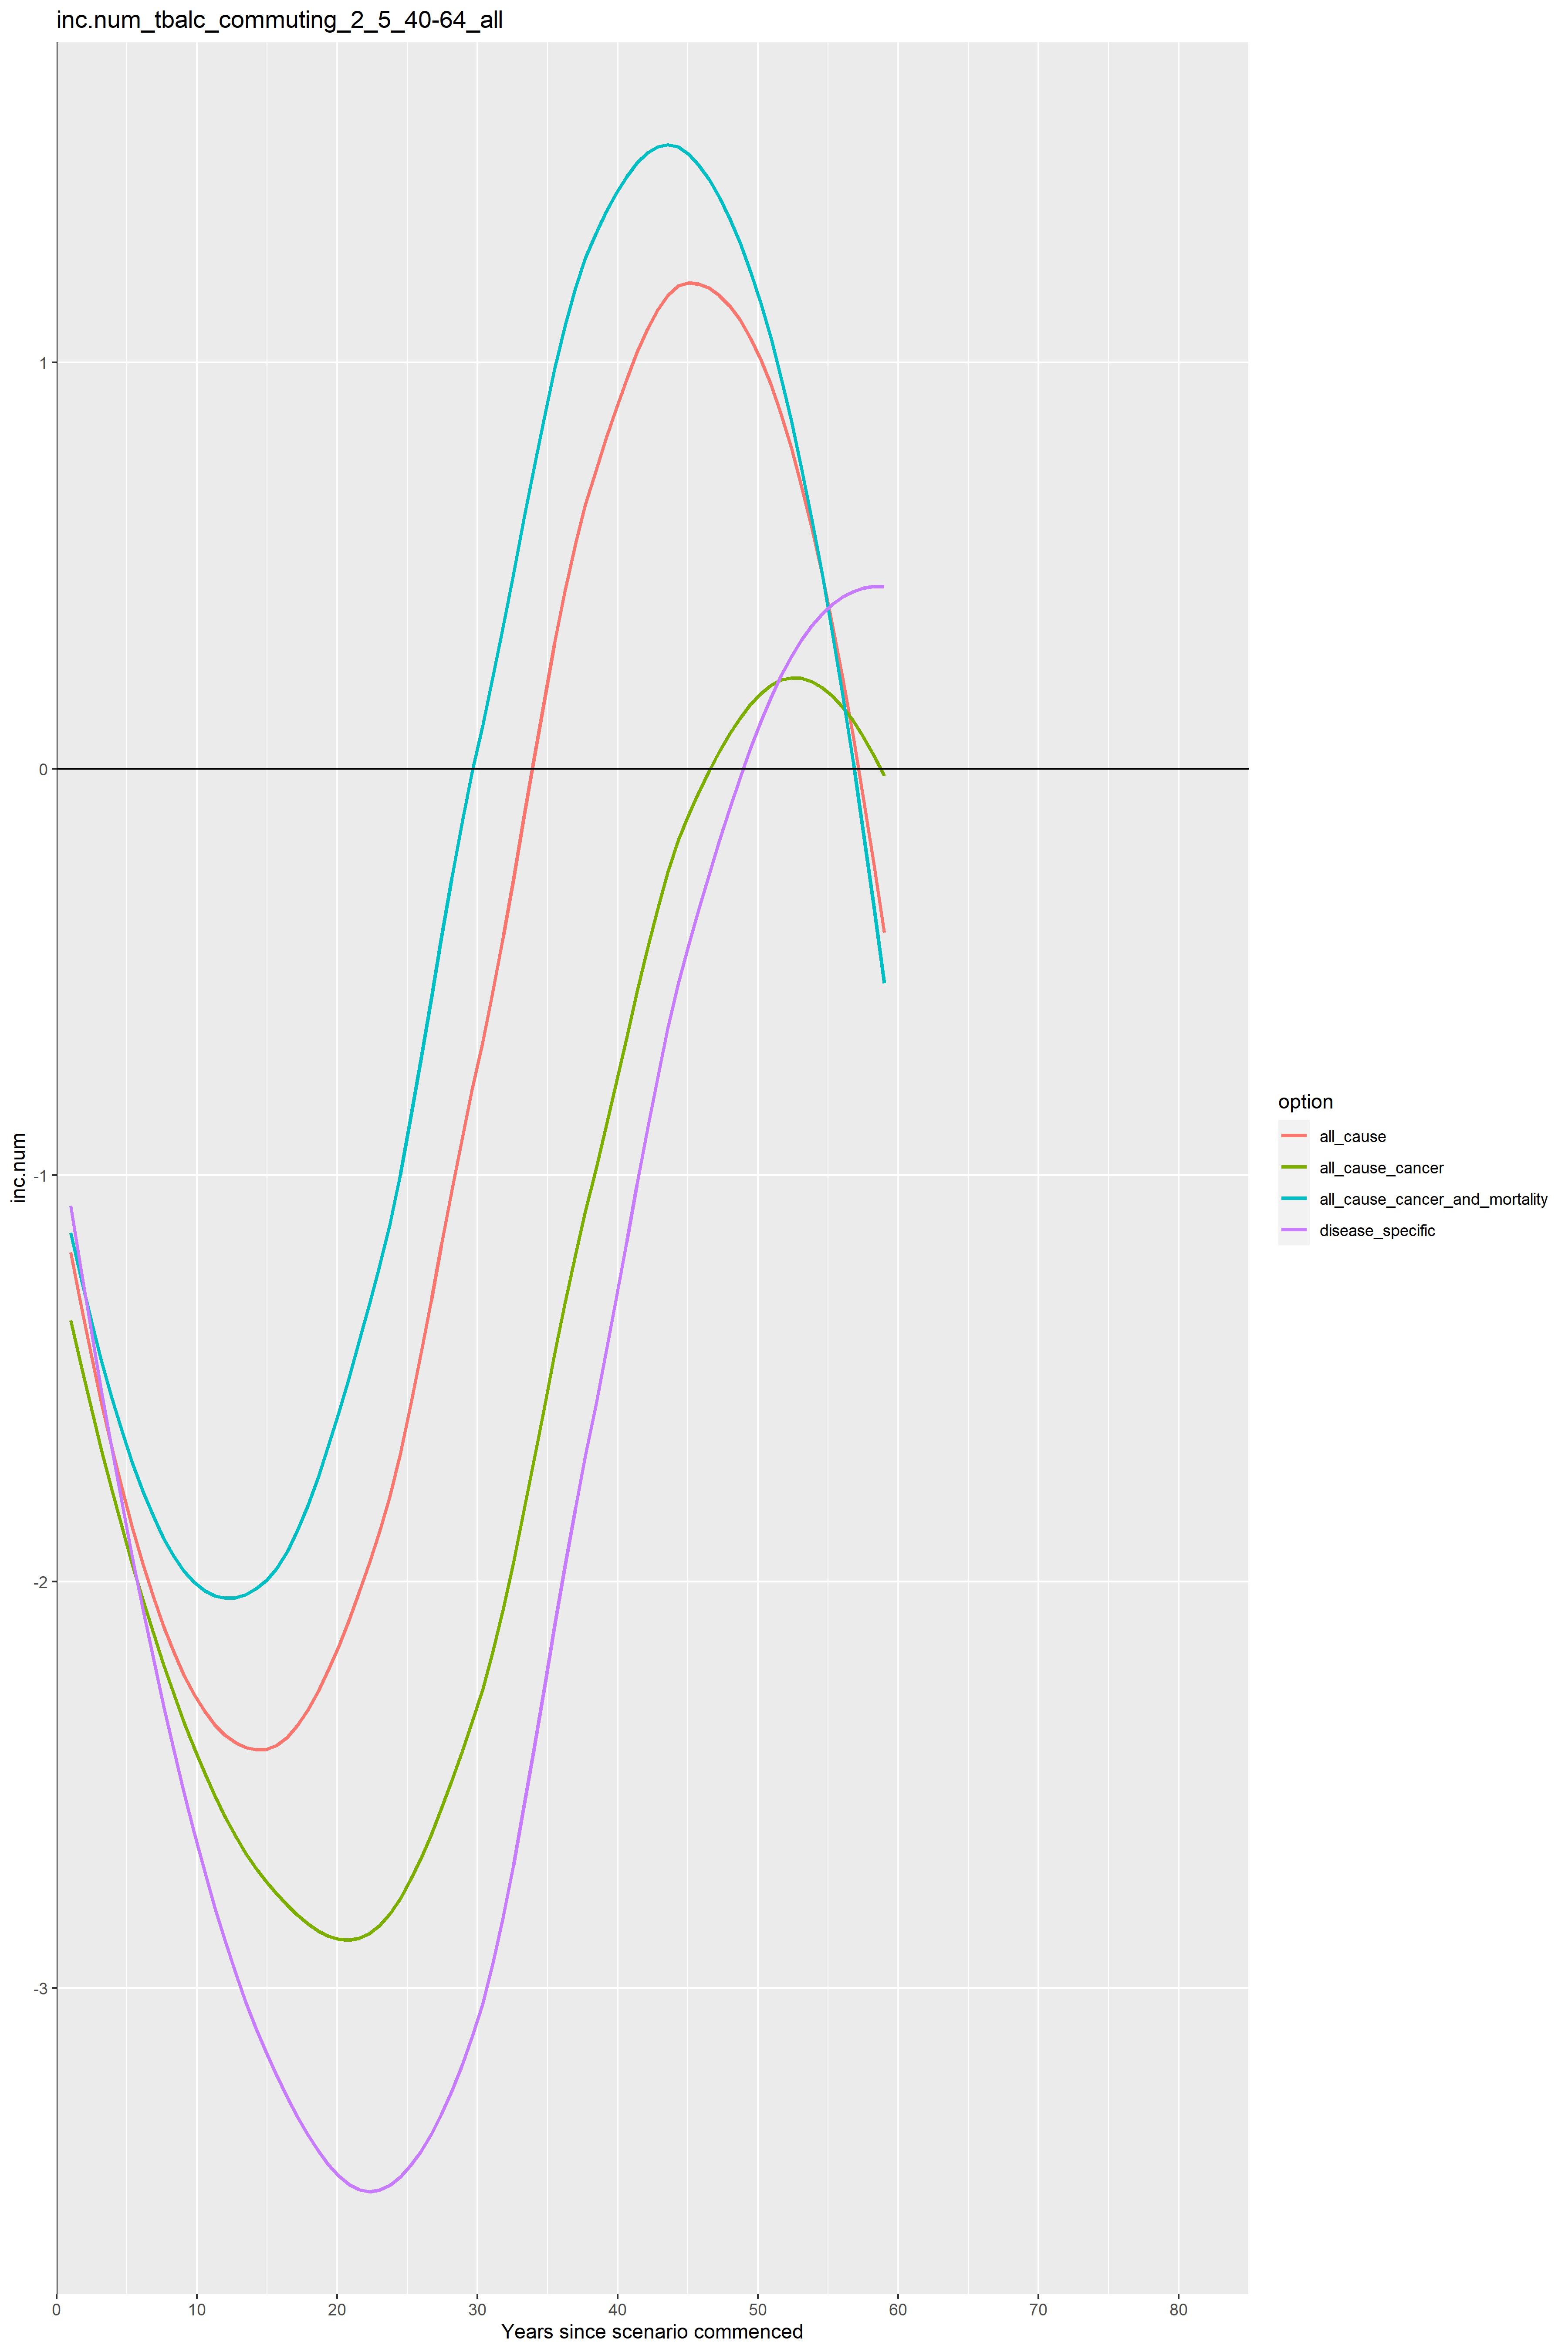 inc.num_tbalc_commuting_2_5_40-64_all
inc.num
1
0
-1
-2
-3
0 10 20 30 40 50 60 70 80
Years since scenario commenced
option
all_cause
all_cause_cancer
all_cause_cancer_and_mortality
disease_specific